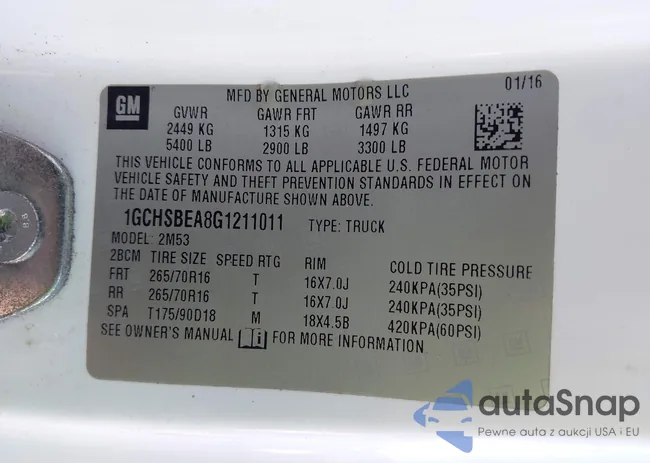 GM
MFD BY GENERAL MOTORS LLC 01/16
GVWR GAWR FRT GAWR RR
2449 KG 1315 KG 1497 KG
5400 LB 2900 LB 3300 LB
THIS VEHICLE CONFORMS TO ALL APPLICABLE U.S. FEDERAL MOTOR
VEHICLE SAFETY AND THEFT PREVENTION STANDARDS IN EFFECT ON
THE DATE OF MANUFACTURE SHOWN ABOVE.
1GCHSBEA8G1211011 TYPE: TRUCK
MODEL: 2M53
2BCM TIRE SIZE SPEED RTG RIM COLD TIRE PRESSURE
FRT 265/70R16 T 16X7.0J 240KPA(35PSI)
RR 265/70R16 T 16X7.0J 240KPA(35PSI)
SPA T175/90D18 M 18X4.5B 420KPA(60PSI)
SEE OWNER'S MANUAL i FOR MORE INFORMATION
autaSnap
Pewne auta z aukcji USA i EU